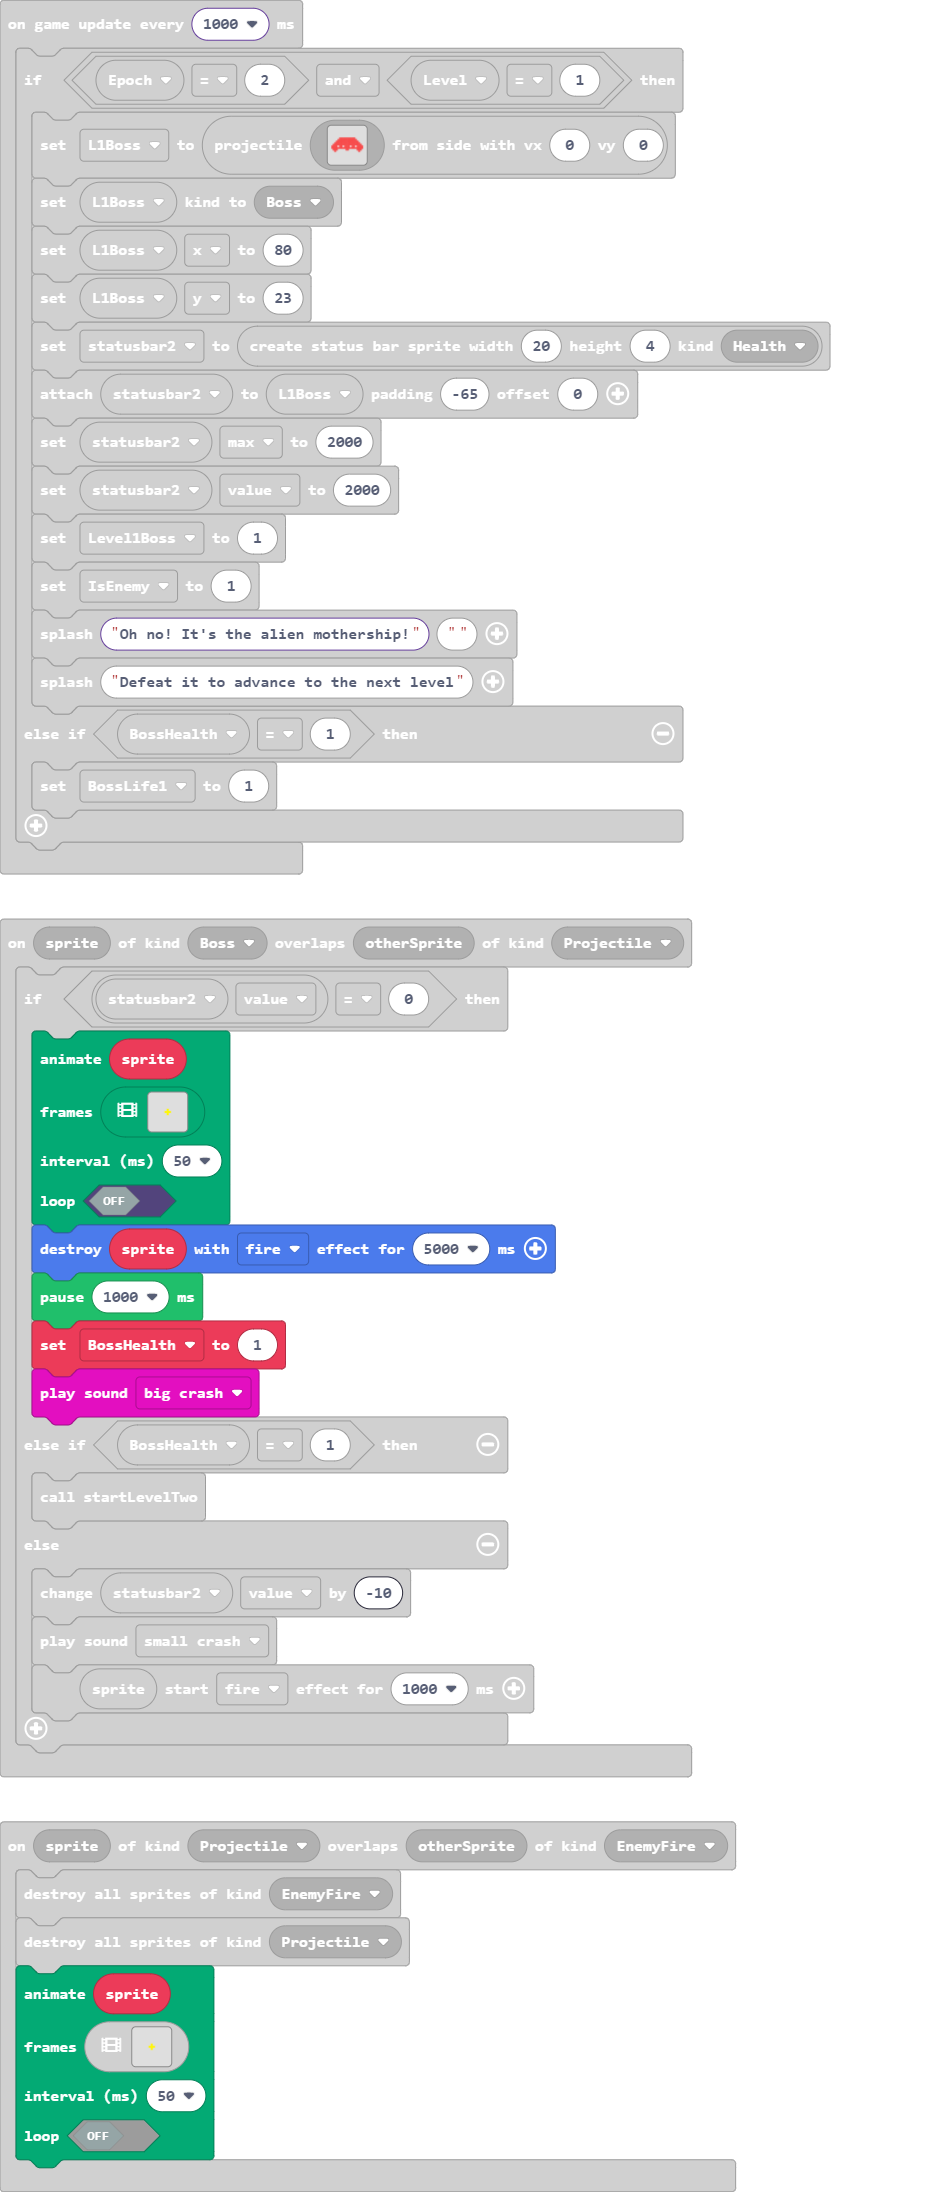 on game update every 1000 ms
if Epoch = 2 and Level = 1 then
set L1Boss to projectile from side with vx 0 vy 0
set L1Boss kind to Boss
set L1Boss x to 80
set L1Boss y to 23
set statusbar2 to create status bar sprite width 20 height 4 kind Health
attach statusbar2 to L1Boss padding -65 offset 0
set statusbar2 max to 2000
set statusbar2 value to 2000
set Level1Boss to 1
set IsEnemy to 1
splash "Oh no! It's the alien mothership!" ""
splash "Defeat it to advance to the next level"
else if BossHealth = 1 then
set BossLife1 to 1
on sprite of kind Boss overlaps otherSprite of kind Projectile
if statusbar2 value = 0 then
animate sprite
frames
interval (ms) 50
loop OFF
destroy sprite with fire effect for 5000 ms
pause 1000 ms
set BossHealth to 1
play sound big crash
else if BossHealth = 1 then
call startLevelTwo
else
change statusbar2 value by -10
play sound small crash
sprite start fire effect for 1000 ms
on sprite of kind Projectile overlaps otherSprite of kind EnemyFire
destroy all sprites of kind EnemyFire
destroy all sprites of kind Projectile
animate sprite
frames
interval (ms) 50
loop OFF